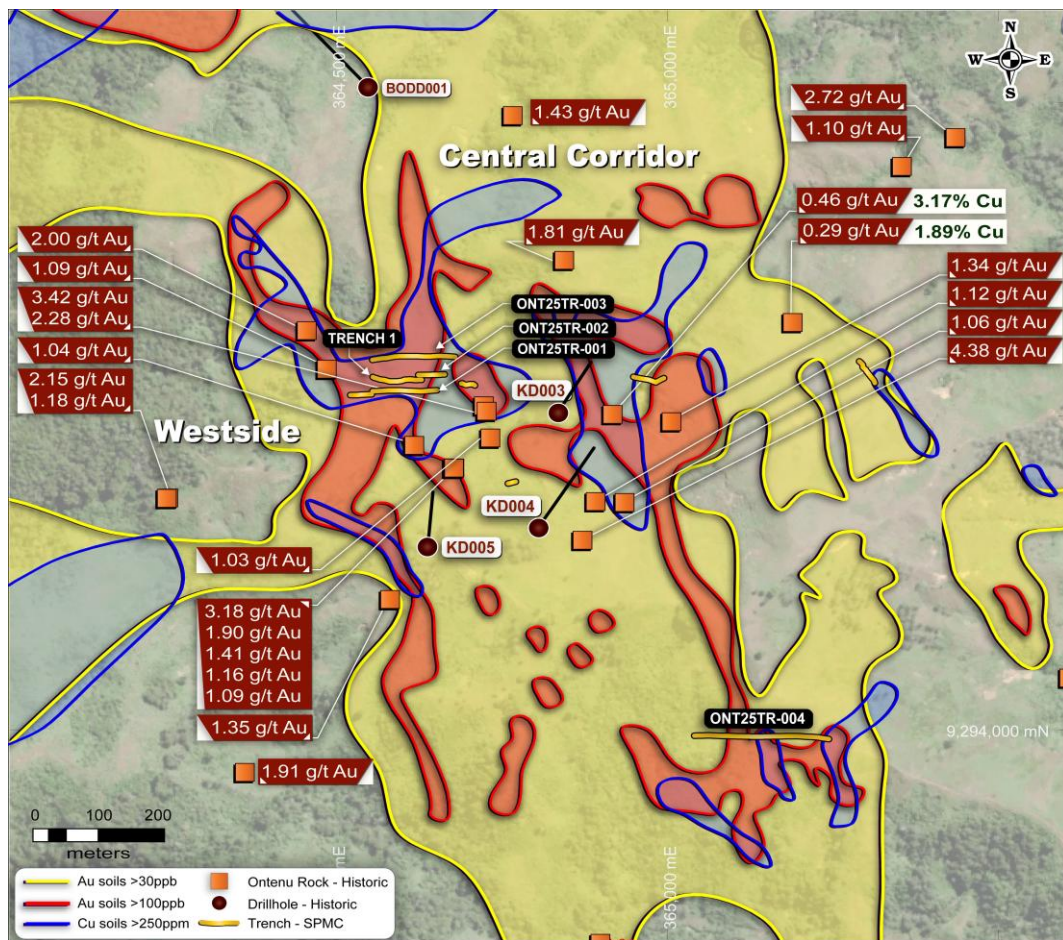 N
W E
S
364,500 mE
365,000 mE
BODD001
1.43 g/t Au
Central Corridor
2.72 g/t Au
1.10 g/t Au
0.46 g/t Au 3.17% Cu
0.29 g/t Au 1.89% Cu
1.81 g/t Au
2.00 g/t Au
1.09 g/t Au
3.42 g/t Au
2.28 g/t Au
1.04 g/t Au
2.15 g/t Au
1.18 g/t Au
1.34 g/t Au
1.12 g/t Au
1.06 g/t Au
4.38 g/t Au
ONT25TR-003
TRENCH 1
ONT25TR-002
ONT25TR-001
KD003
Westside
KD004
KD005
1.03 g/t Au
3.18 g/t Au
1.90 g/t Au
1.41 g/t Au
1.16 g/t Au
1.09 g/t Au
1.35 g/t Au
1.91 g/t Au
ONT25TR-004
9,294,000 mN
0 100 200
meters
365,000 mE
Au soils >30ppb
Au soils >100ppb
Cu soils >250ppm
Ontenu Rock - Historic
Drillhole - Historic
Trench - SPMC